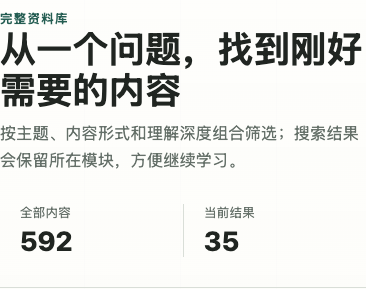 完整资料库
从一个问题，找到刚好
需要的内容
按主题、内容形式和理解深度组合筛选；搜索结果
会保留所在模块，方便继续学习。
全部内容
592
当前结果
35